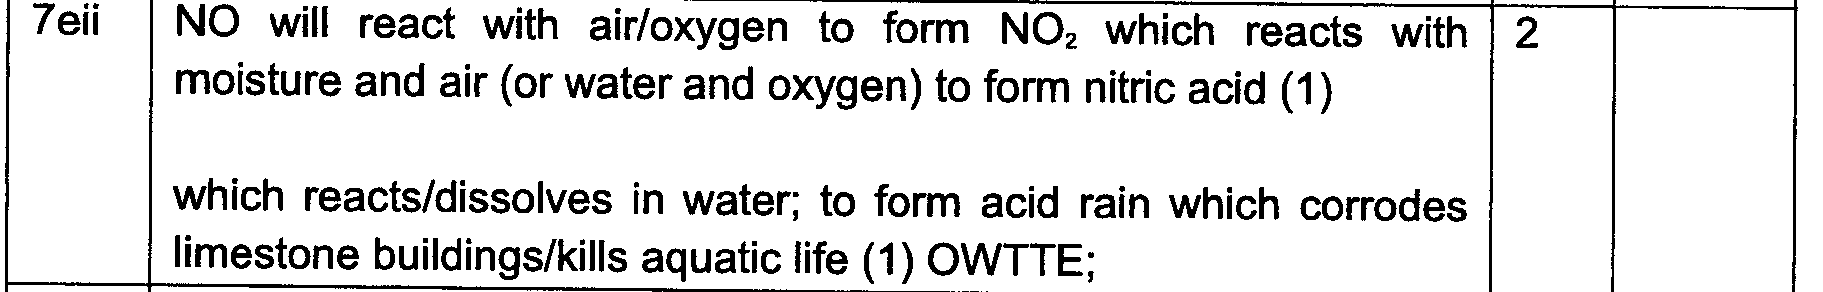 7eii NO will react with air/oxygen to form NO₂ which reacts with 2
moisture and air (or water and oxygen) to form nitric acid (1)
which reacts/dissolves in water; to form acid rain which corrodes
limestone buildings/kills aquatic life (1) OWTTE;